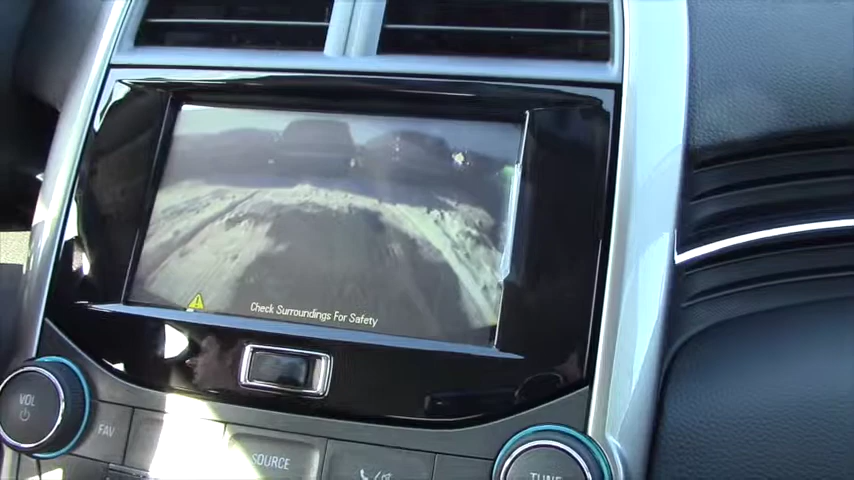 Check Surroundings For Safety
VOL
FAV
SOURCE
TUNE